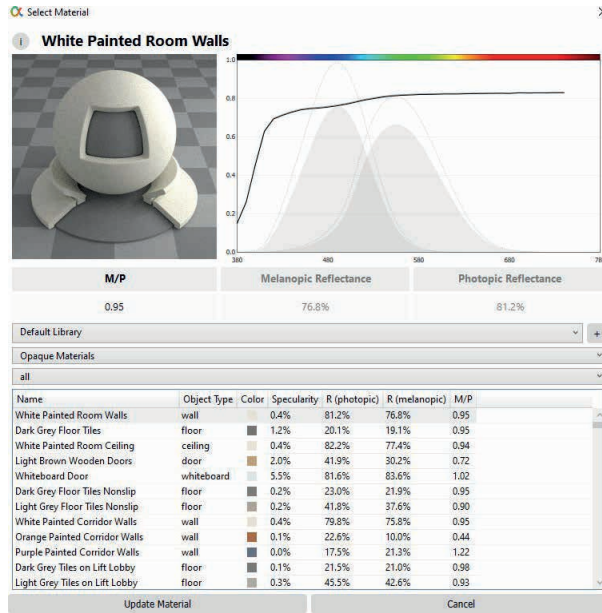 Select Material
i White Painted Room Walls
1.0
0.8
0.6
0.4
0.2
0.0
380 480 580 680 78
M/P Melanopic Reflectance Photopic Reflectance
0.95 76.8% 81.2%
Default Library +
Opaque Materials
all
Name Object Type Color Specularity R (photopic) R (melanopic) M/P
White Painted Room Walls wall 0.4% 81.2% 76.8% 0.95
Dark Grey Floor Tiles floor 1.2% 20.1% 19.1% 0.95
White Painted Room Ceiling ceiling 0.4% 82.2% 77.4% 0.94
Light Brown Wooden Doors door 2.0% 41.9% 30.2% 0.72
Whiteboard Door whiteboard 5.5% 81.6% 83.6% 1.02
Dark Grey Floor Tiles Nonslip floor 0.2% 23.0% 21.9% 0.95
Light Grey Floor Tiles Nonslip floor 0.2% 41.8% 37.6% 0.90
White Painted Corridor Walls wall 0.4% 79.8% 75.8% 0.95
Orange Painted Corridor Walls wall 0.1% 22.6% 10.0% 0.44
Purple Painted Corridor Walls wall 0.0% 17.5% 21.3% 1.22
Dark Grey Tiles on Lift Lobby floor 0.1% 21.5% 21.0% 0.98
Light Grey Tiles on Lift Lobby floor 0.3% 45.5% 42.6% 0.93
Update Material Cancel